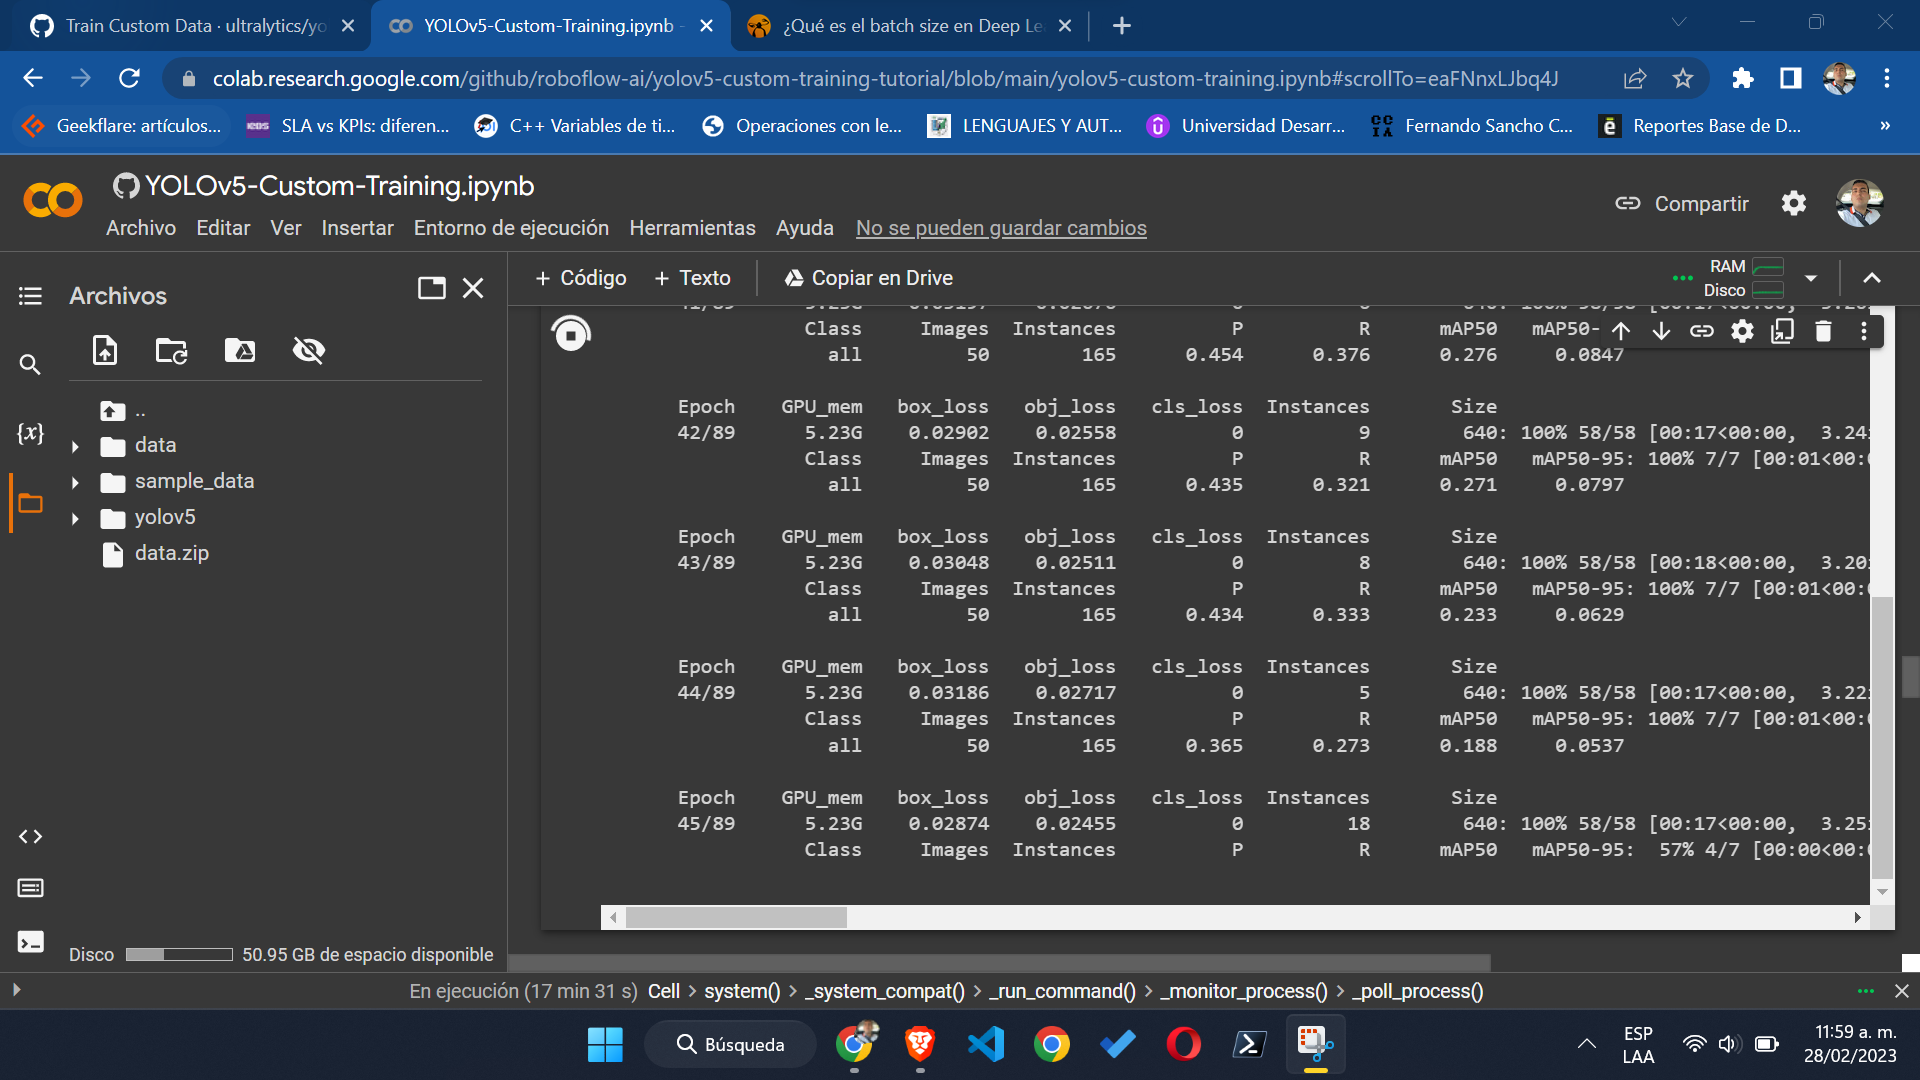 Train Custom Data · ultralytics/yo
YOLOv5-Custom-Training.ipynb -
¿Qué es el batch size en Deep Le
colab.research.google.com/github/roboflow-ai/yolov5-custom-training-tutorial/blob/main/yolov5-custom-training.ipynb#scrollTo=eaFNnxLJbq4J
Geekflare: artículos... SLA vs KPIs: diferen... C++ Variables de ti... Operaciones con le... LENGUAJES Y AUT... Universidad Desarr... Fernando Sancho C... Reportes Base de D... »
YOLOv5-Custom-Training.ipynb
Archivo Editar Ver Insertar Entorno de ejecución Herramientas Ayuda No se pueden guardar cambios
Compartir
Archivos
+ Código + Texto Copiar en Drive
RAM
Disco
..
data
sample_data
yolov5
data.zip
Class Images Instances P R mAP50 mAP50-
all 50 165 0.454 0.376 0.276 0.0847
Epoch GPU_mem box_loss obj_loss cls_loss Instances Size
42/89 5.23G 0.02902 0.02558 0 9 640: 100% 58/58 [00:17<00:00, 3.24
Class Images Instances P R mAP50 mAP50-95: 100% 7/7 [00:01<00:
all 50 165 0.435 0.321 0.271 0.0797
Epoch GPU_mem box_loss obj_loss cls_loss Instances Size
43/89 5.23G 0.03048 0.02511 0 8 640: 100% 58/58 [00:18<00:00, 3.20
Class Images Instances P R mAP50 mAP50-95: 100% 7/7 [00:01<00:
all 50 165 0.434 0.333 0.233 0.0629
Epoch GPU_mem box_loss obj_loss cls_loss Instances Size
44/89 5.23G 0.03186 0.02717 0 5 640: 100% 58/58 [00:17<00:00, 3.22
Class Images Instances P R mAP50 mAP50-95: 100% 7/7 [00:01<00:
all 50 165 0.365 0.273 0.188 0.0537
Epoch GPU_mem box_loss obj_loss cls_loss Instances Size
45/89 5.23G 0.02874 0.02455 0 18 640: 100% 58/58 [00:17<00:00, 3.25
Class Images Instances P R mAP50 mAP50-95: 57% 4/7 [00:00<00:
Disco 50.95 GB de espacio disponible
En ejecución (17 min 31 s) Cell > system() > _system_compat() > _run_command() > _monitor_process() > _poll_process()
Búsqueda
ESP
LAA
11:59 a. m.
28/02/2023